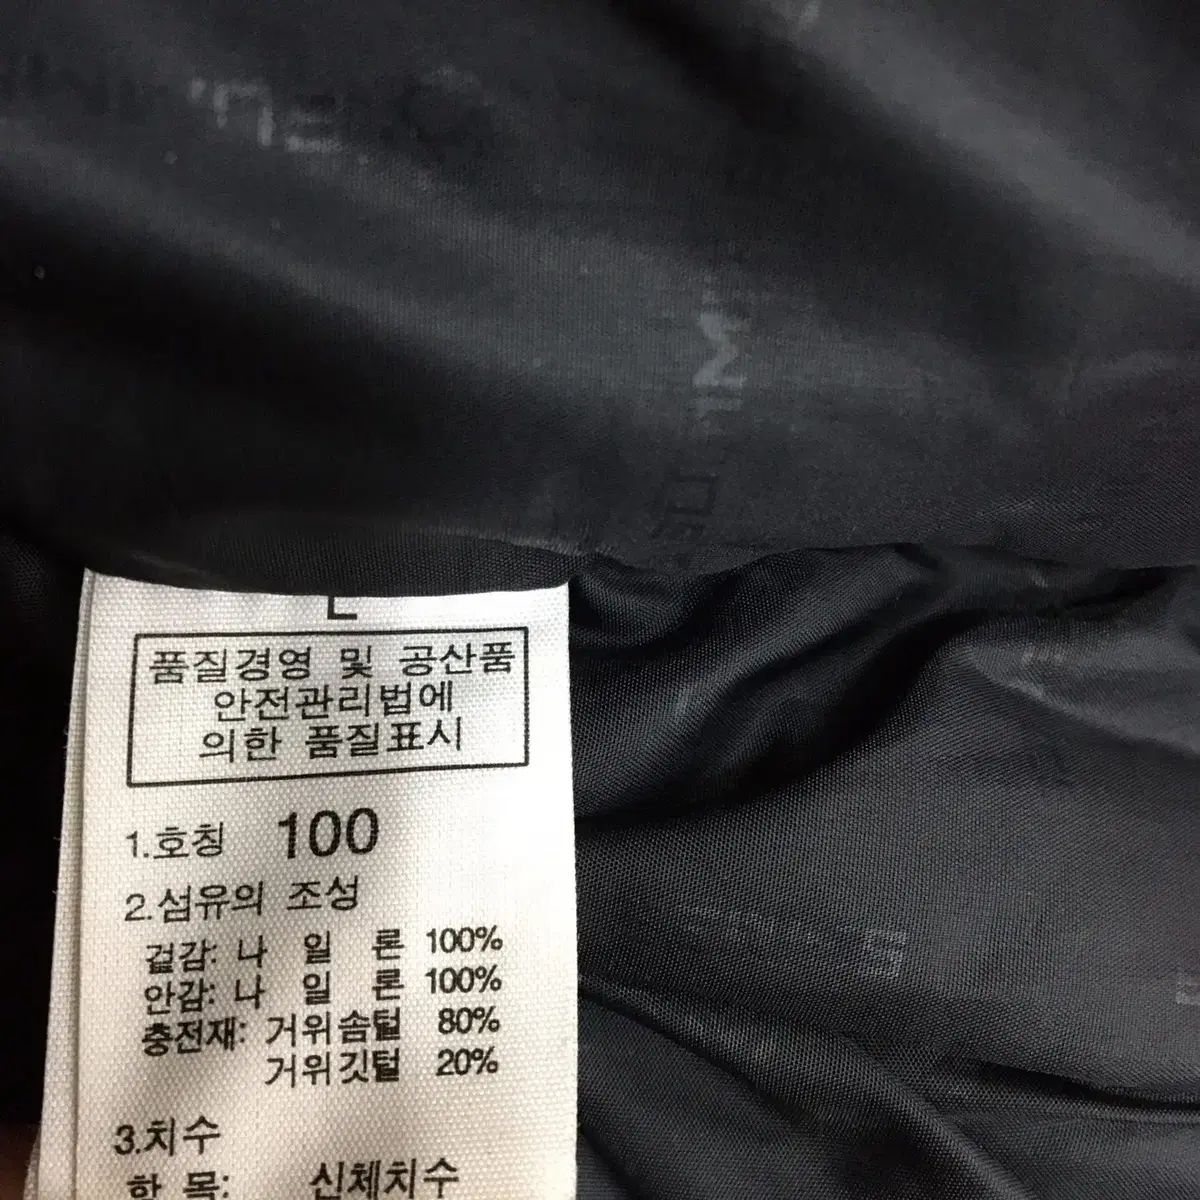 L
품질경영 및 공산품
안전관리법에
의한 품질표시
1.호칭 100
2.섬유의 조성
겉감: 나 일 론 100%
안감: 나 일 론 100%
충전재: 거위솜털 80%
거위깃털 20%
3.치수
항 목: 신체치수